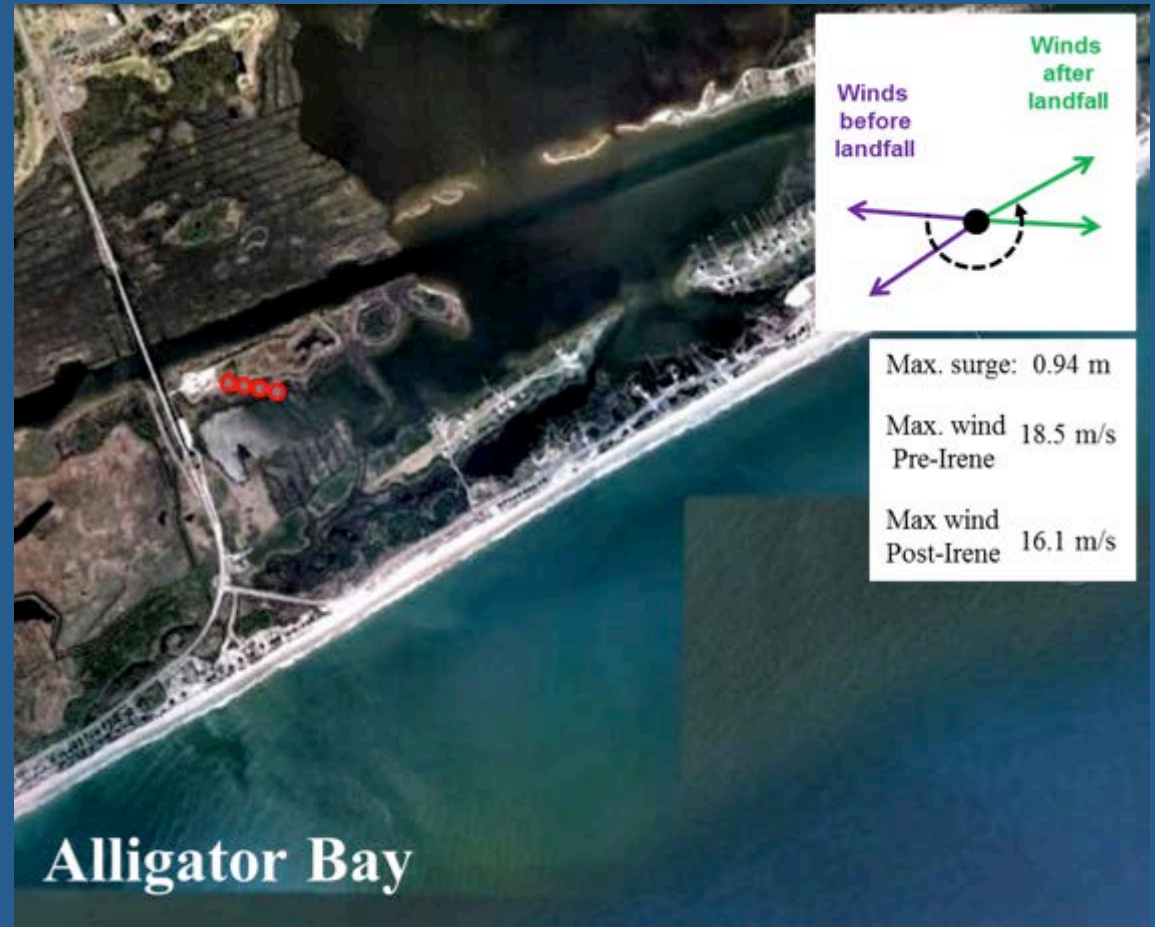 Winds
after
landfall
Winds
before
landfall
Max. surge: 0.94 m
Max. wind 18.5 m/s
Pre-Irene
Max wind 16.1 m/s
Post-Irene
Alligator Bay